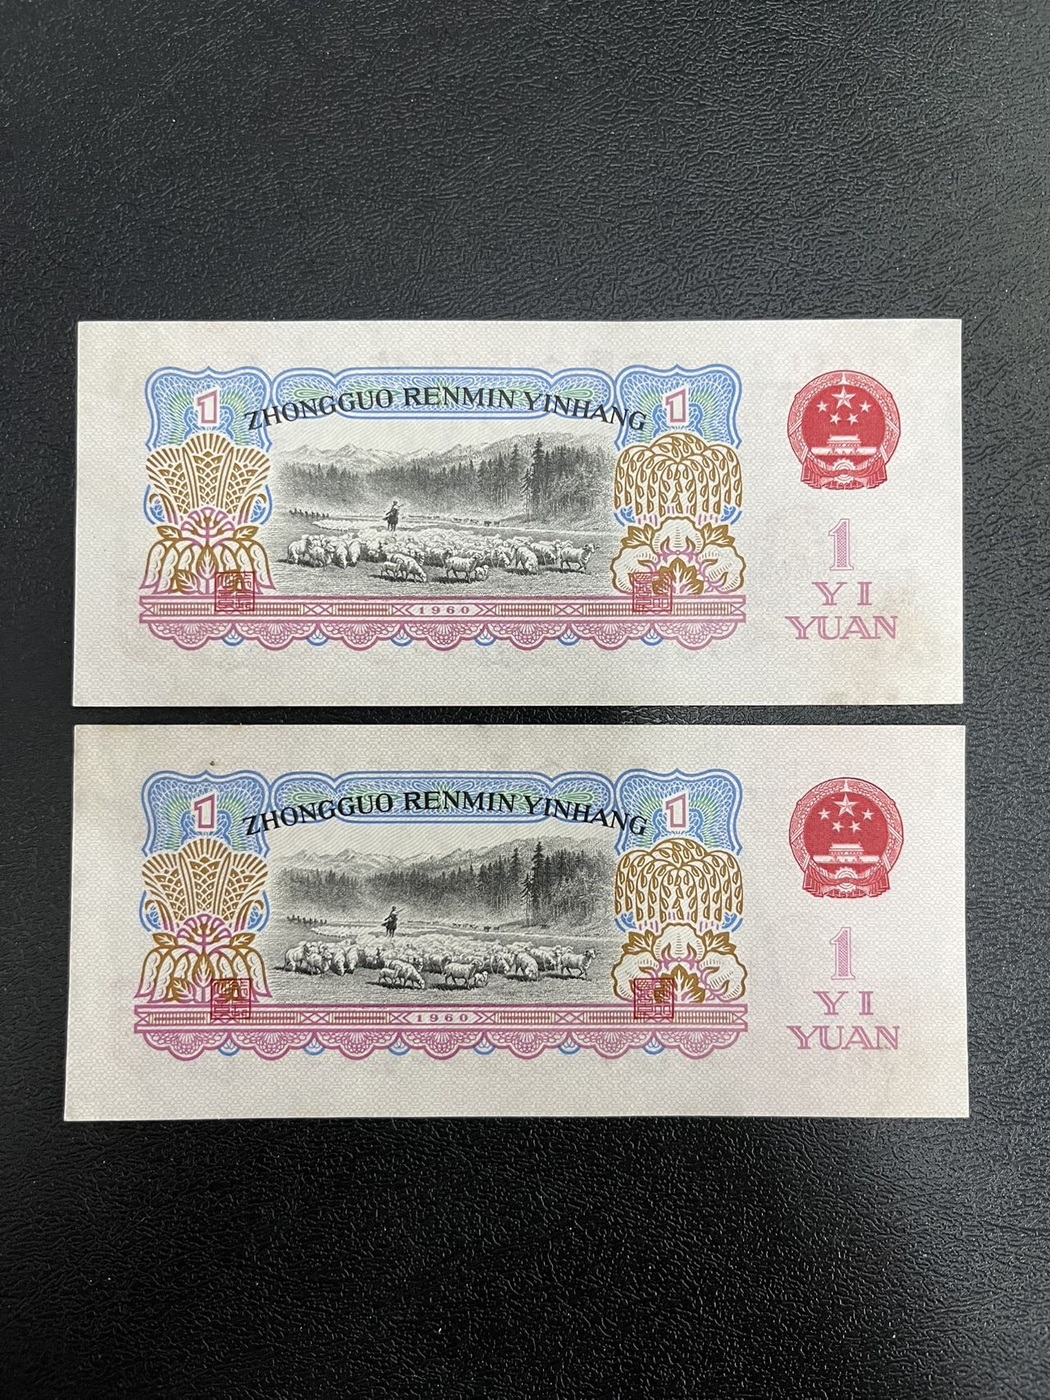 1 1
ZHONGGUO RENMIN YINHANG
1960
1
YI
YUAN
1 1
ZHONGGUO RENMIN YINHANG
1960
1
YI
YUAN